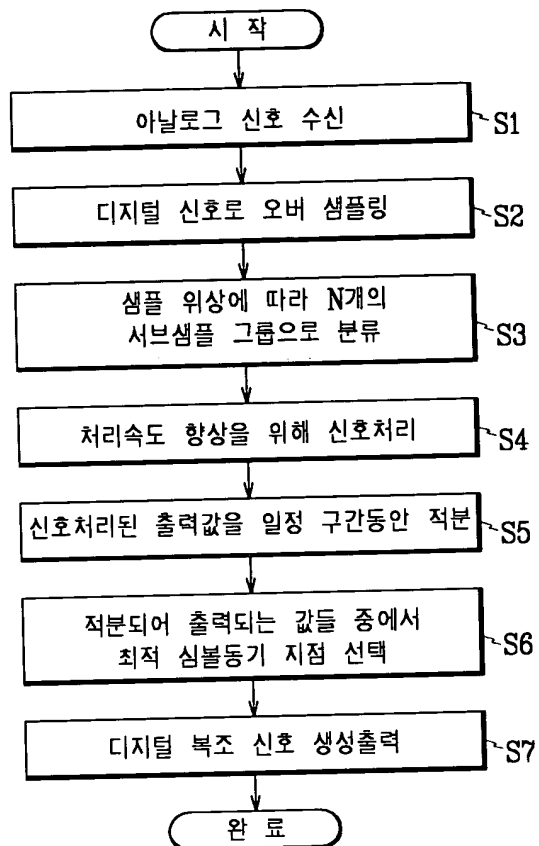 시 작
아날로그 신호 수신
S1
디지털 신호로 오버 샘플링
S2
샘플 위상에 따라 N개의
서브샘플 그룹으로 분류
S3
처리속도 향상을 위해 신호처리
S4
신호처리된 출력값을 일정 구간동안 적분
S5
적분되어 출력되는 값들 중에서
최적 심볼동기 지점 선택
S6
디지털 복조 신호 생성출력
S7
완 료